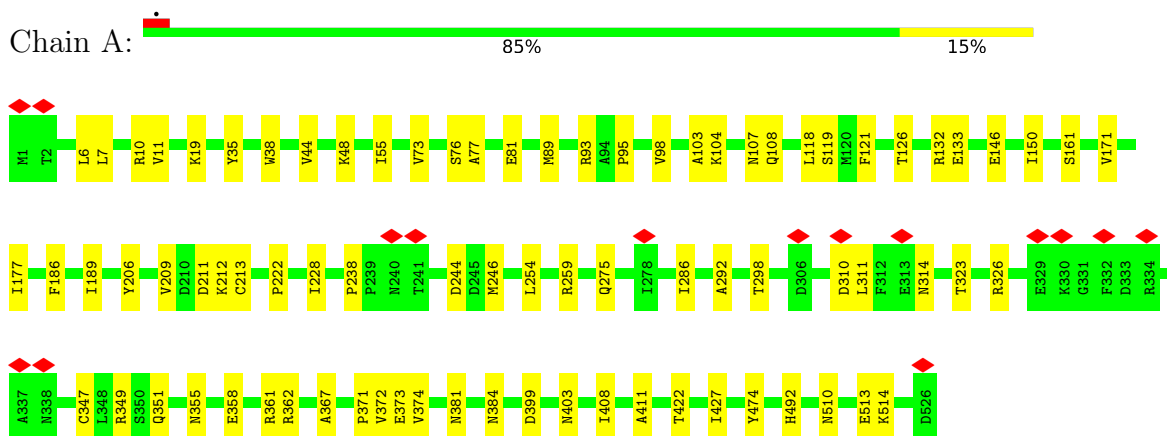 Chain A:
•
85% 15%
M1 T2 L6 L7 R10 V11 K19 Y35 W38 V44 K48 I55 V73 S76 A77 E81 M89 R93 A94 P95 V98 A103 K104 N107 Q108 L118 S119 M120 F121 T126 R132 E133 E146 I150 S161 V171
I177 F186 I189 Y206 V209 D210 D211 K212 C213 P222 I228 P238 P239 N240 T241 D244 D245 M246 L254 R259 Q275 I278 I286 A292 T298 D306 D310 L311 F312 E313 N314 T323 R326 E329 K330 G331 F332 D333 R334
A337 N338 C347 L348 R349 S350 Q351 N355 E358 R361 R362 A367 P371 V372 E373 V374 N381 N384 D399 N403 I408 A411 T422 I427 Y474 H492 N510 E513 K514 D526